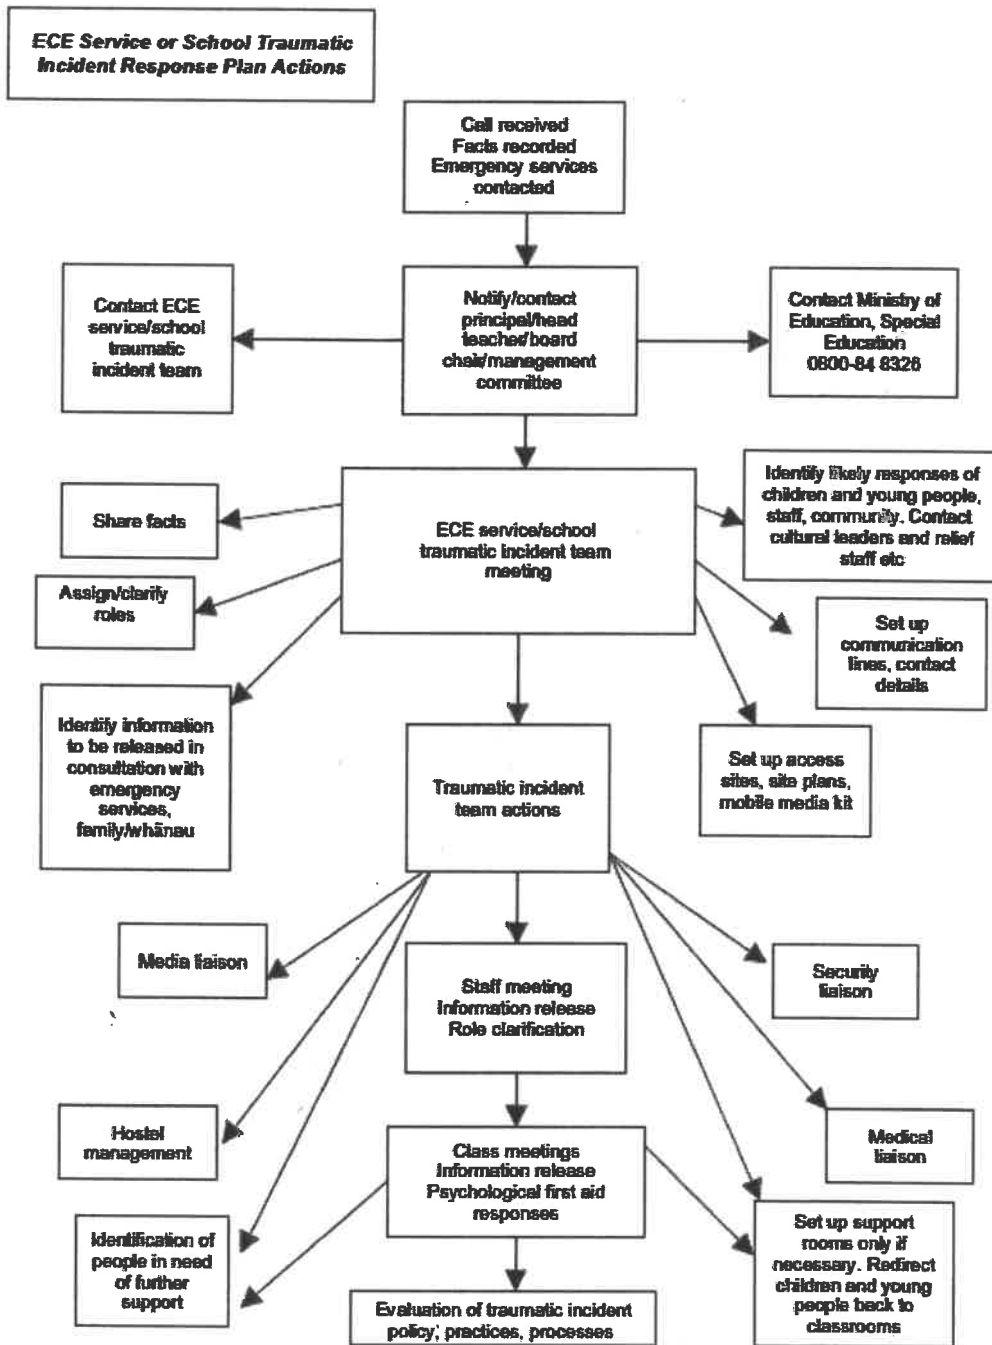 ECE Service or School Traumatic
Incident Response Plan Actions
Call received
Facts recorded
Emergency services
contacted
Contact ECE
service/school
traumatic
incident team
Notify/contact
principal/head
teacher/board
chair/management
committee
Contact Ministry of
Education, Special
Education
0800-84 8326
Share facts
Assign/clarify
roles
Identify information
to be released in
consultation with
emergency
services,
family/whānau
ECE service/school
traumatic incident team
meeting
Identify likely responses of
children and young people,
staff, community. Contact
cultural leaders and relief
staff etc
Set up
communication
lines, contact
details
Set up access
sites, site plans,
mobile media kit
Traumatic incident
team actions
Media liaison
Staff meeting
Information release
Role clarification
Security
liaison
Hostel
management
Class meetings
Information release
Psychological first aid
responses
Medical
liaison
Identification of
people in need
of further
support
Set up support
rooms only if
necessary. Redirect
children and young
people back to
classrooms
Evaluation of traumatic incident
policy, practices, processes